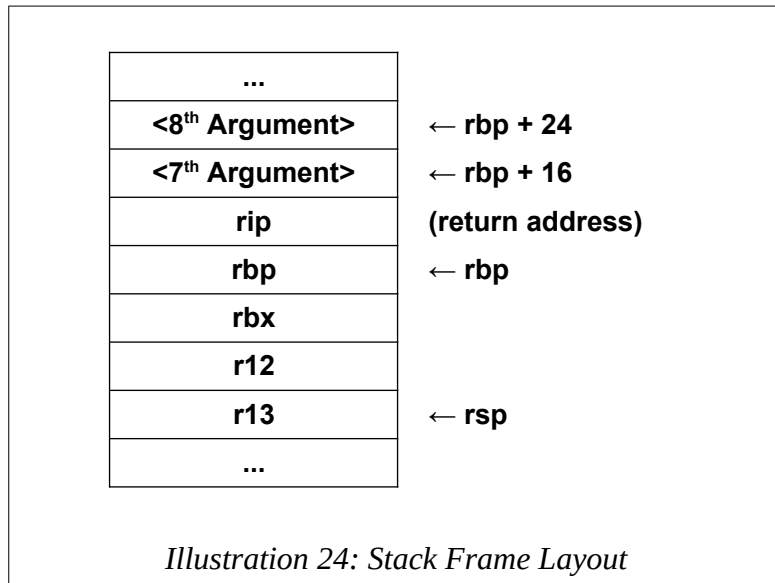 ...
<8th Argument> ← rbp + 24
<7th Argument> ← rbp + 16
rip (return address)
rbp ← rbp
rbx
r12
r13 ← rsp
...
Illustration 24: Stack Frame Layout